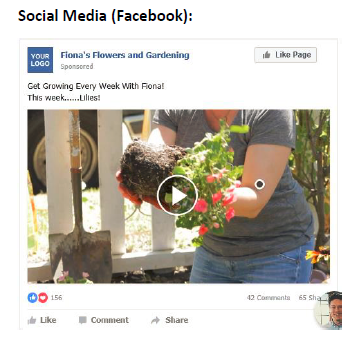 Social Media (Facebook):
YOUR
LOGO
Fiona's Flowers and Gardening
Like Page
Sponsored
Get Growing Every Week With Fiona!
This week......Lilies!
156
42 Comments 65 Sha
Like Comment Share